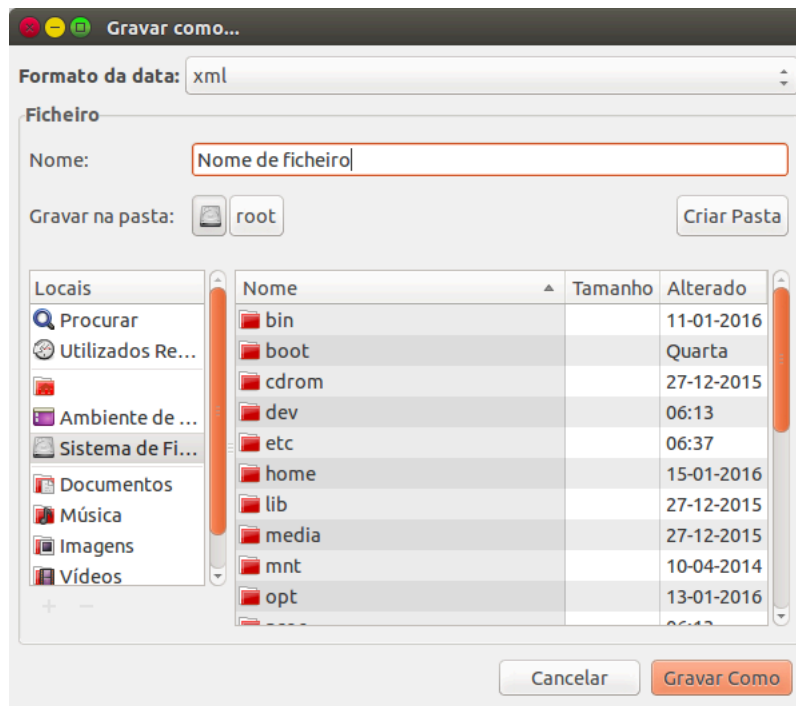 Gravar como...
Formato da data: xml
Ficheiro
Nome: Nome de ficheiro
Gravar na pasta: root Criar Pasta
Locais
Procurar
Utilizados Re...
Ambiente de ...
Sistema de Fi...
Documentos
Música
Imagens
Vídeos
Nome Tamanho Alterado
bin 11-01-2016
boot Quarta
cdrom 27-12-2015
dev 06:13
etc 06:37
home 15-01-2016
lib 27-12-2015
media 27-12-2015
mnt 10-04-2014
opt 13-01-2016
Cancelar Gravar Como